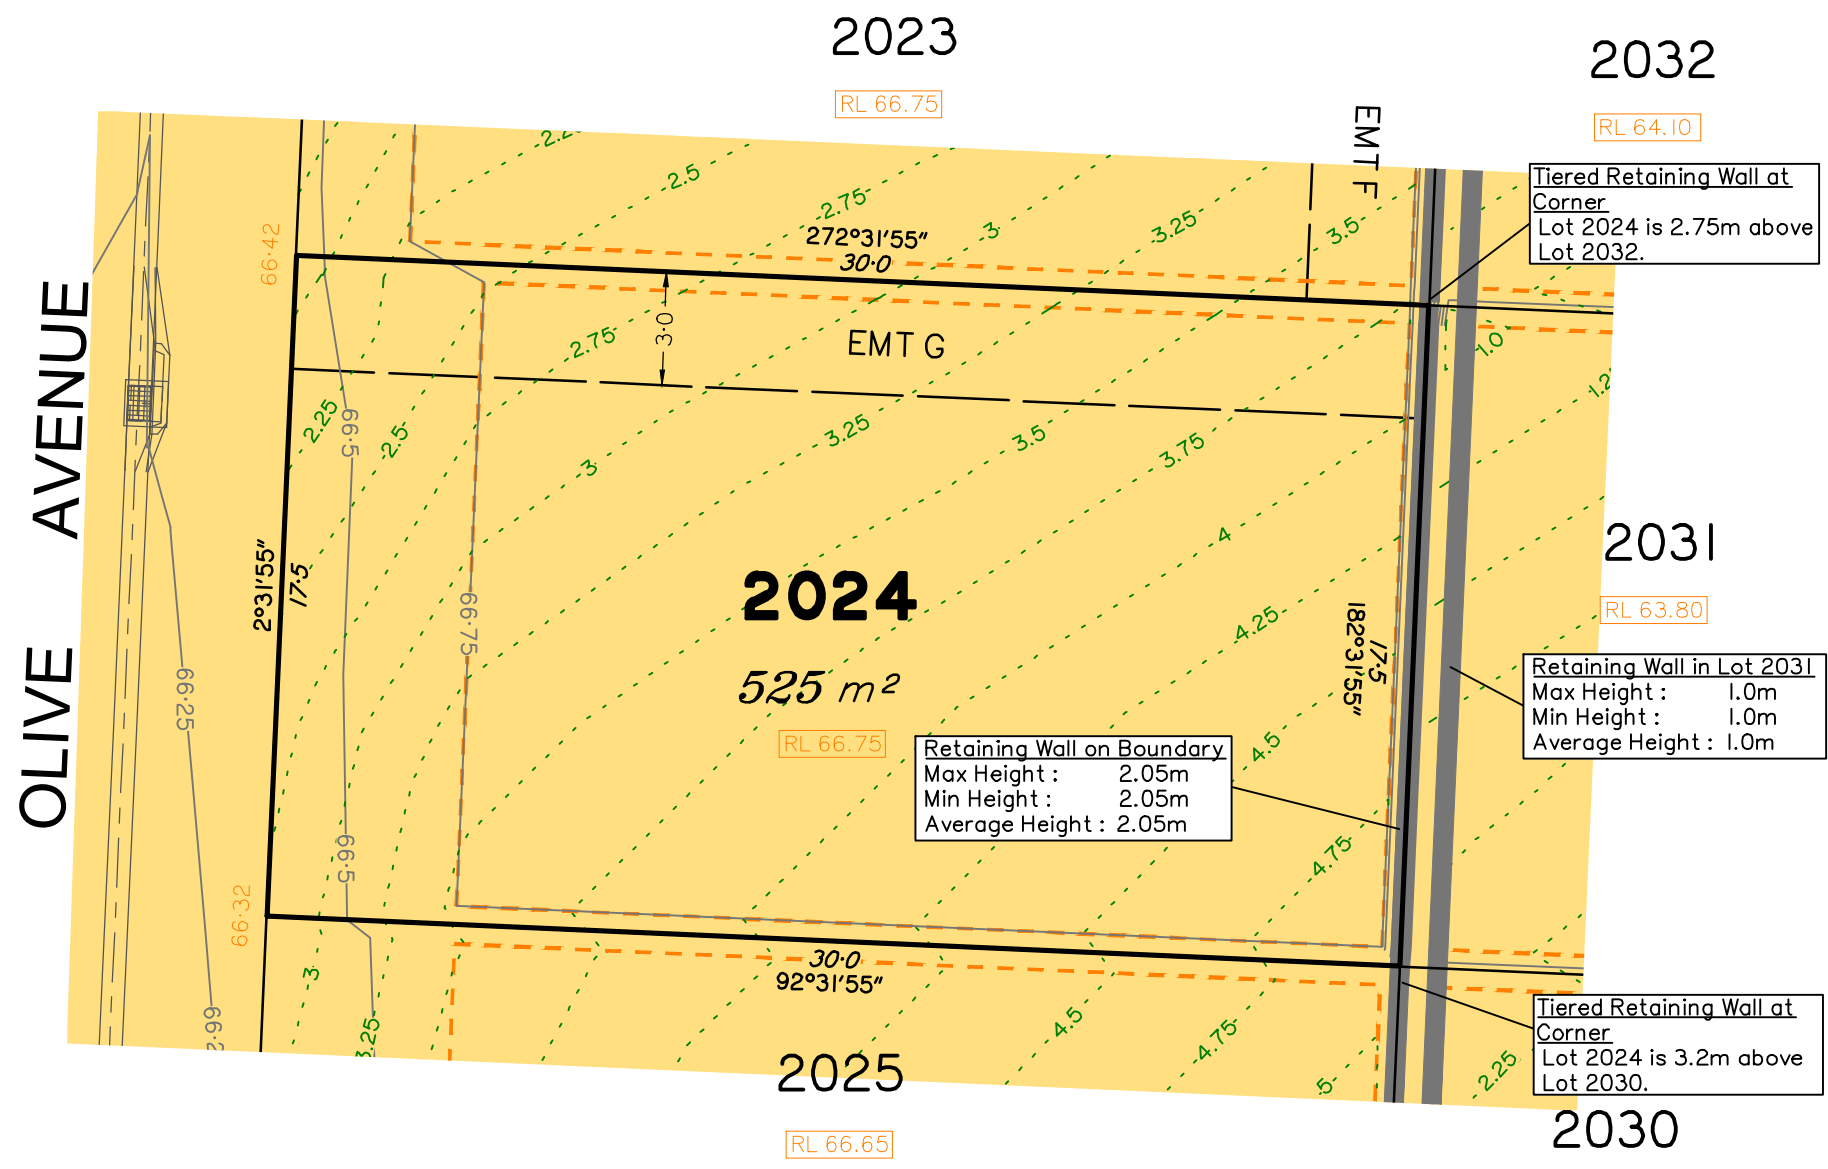 2023
RL 66.75
2032
RL 64.10
EMT F
Tiered Retaining Wall at
Corner
Lot 2024 is 2.75m above
Lot 2032.
2.5
2.75
3
3.25
3.5
272°31'55"
30·0
66·42
EMT G
3·0
2.75
1.0
2.25
2.5
66·5
3
3.25
3.5
3.75
4
OLIVE AVENUE
2°31'55"
17·5
66·75
2024
525 m²
RL 66.75
4.25
4.5
4.75
17·5
182°31'55"
2031
RL 63.80
Retaining Wall in Lot 2031
Max Height : 1.0m
Min Height : 1.0m
Average Height : 1.0m
Retaining Wall on Boundary
Max Height : 2.05m
Min Height : 2.05m
Average Height : 2.05m
66·25
66·5
66·32
30·0
92°31'55"
3
3.25
4.5
4.75
5
2.25
Tiered Retaining Wall at
Corner
Lot 2024 is 3.2m above
Lot 2030.
2025
RL 66.65
2030